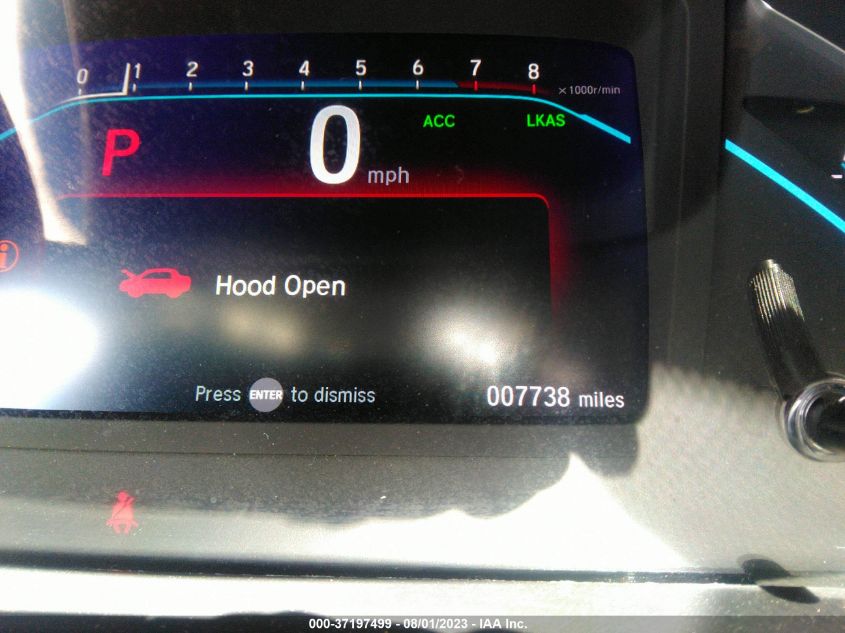 0 1 2 3 4 5 6 7 8
x1000r/min
ACC LKAS
P 0 mph
i
Hood Open
Press ENTER to dismiss 007738 miles
000-37197499 - 08/01/2023 - IAA Inc.